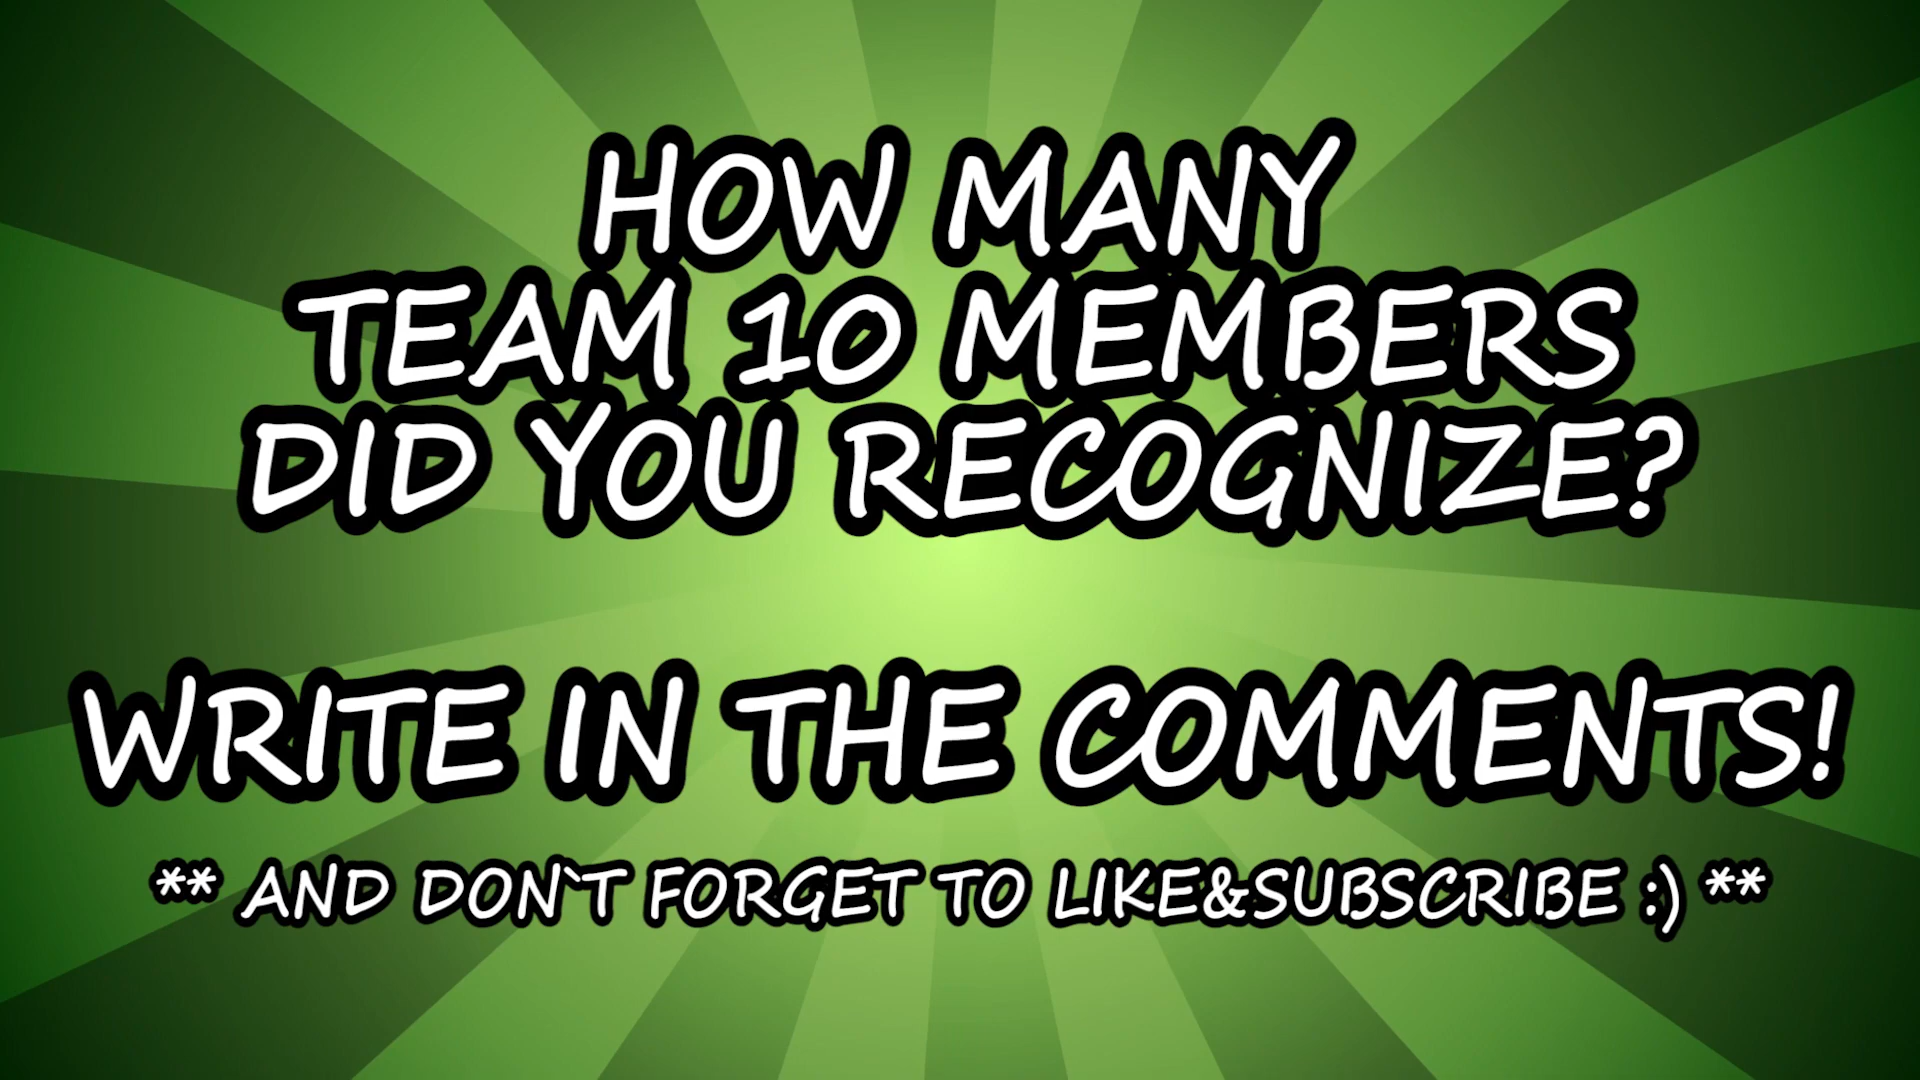 HOW MANY
TEAM 10 MEMBERS
DID YOU RECOGNIZE?
WRITE IN THE COMMENTS!
** AND DON`T FORGET TO LIKE&SUBSCRIBE :) **